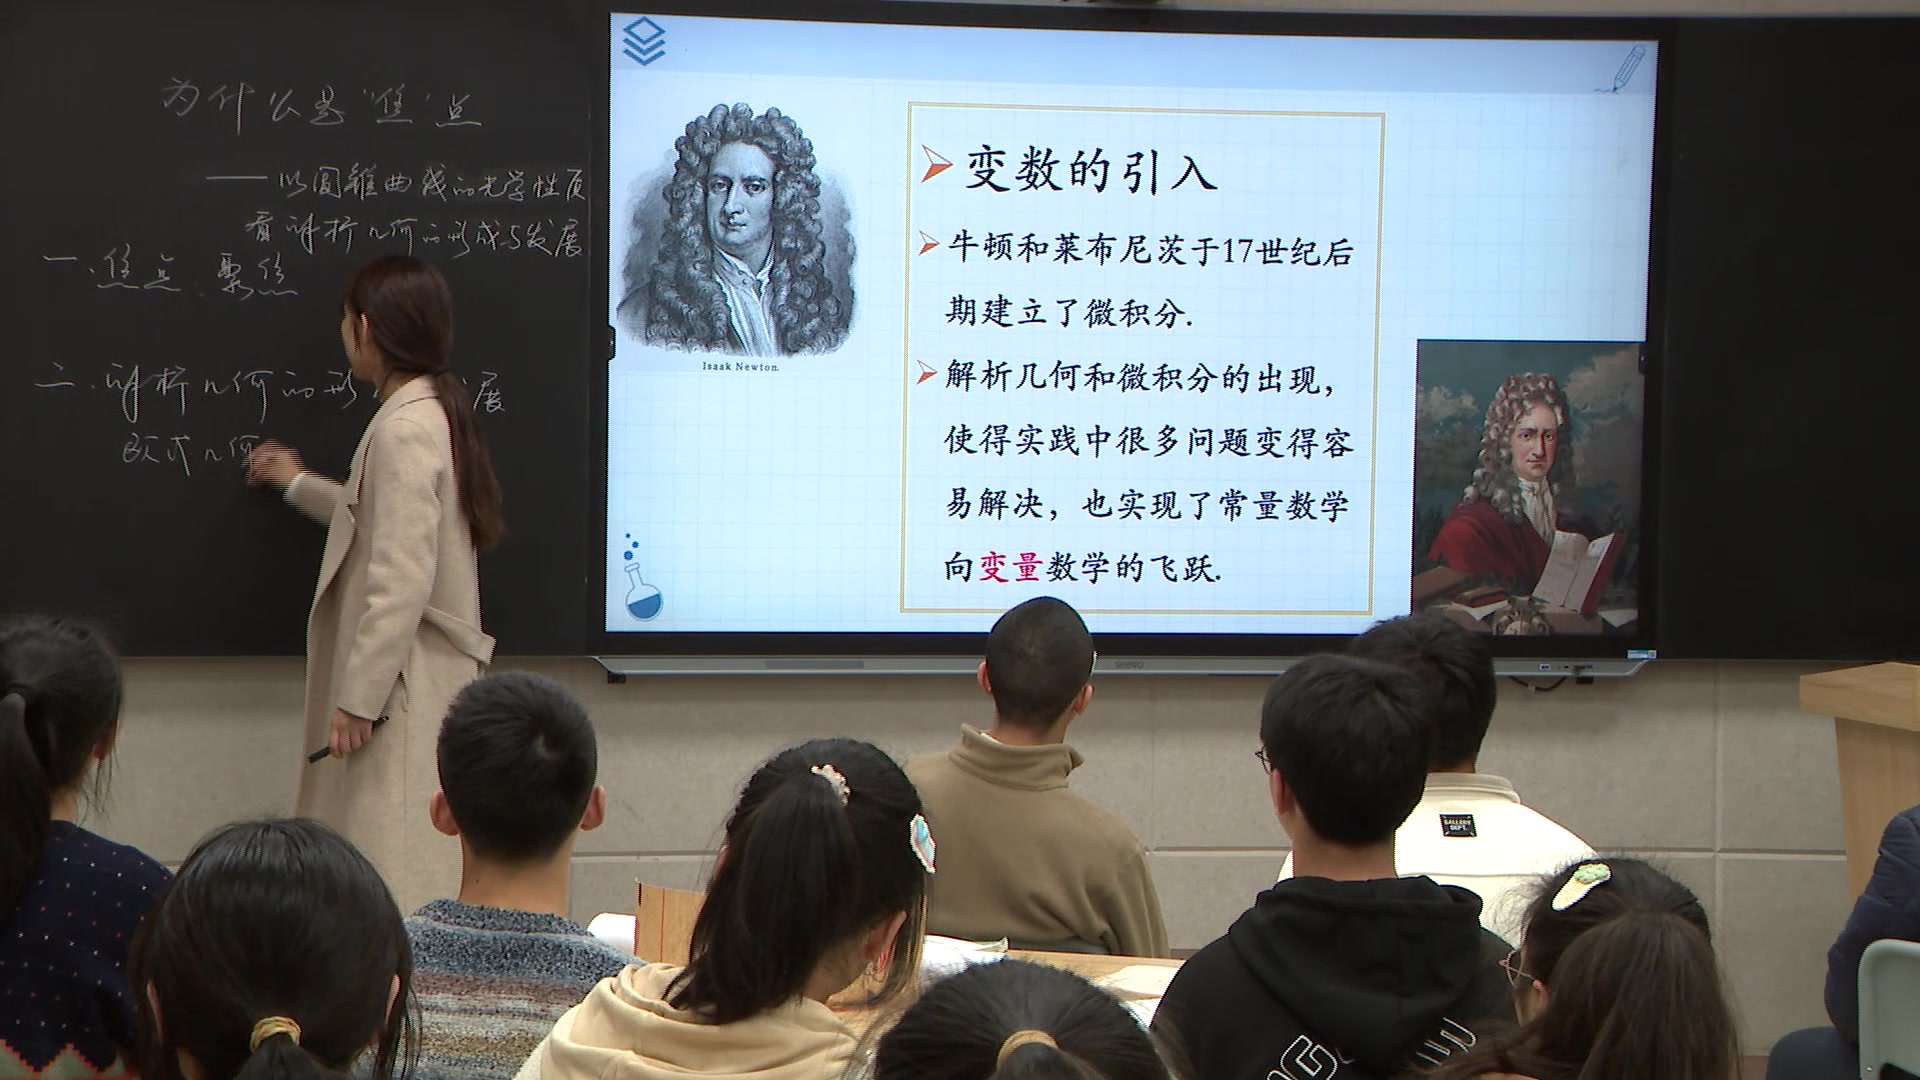 为什么是“焦”点
——以圆锥曲线的光学性质
看解析几何的形成与发展
一.焦点:聚焦
二.解析几何的形
展
欧式几何
Isaak Newton.
变数的引入
牛顿和莱布尼茨于17世纪后
期建立了微积分.
解析几何和微积分的出现，
使得实践中很多问题变得容
易解决，也实现了常量数学
向变量数学的飞跃.
GALLERY
DEPT.